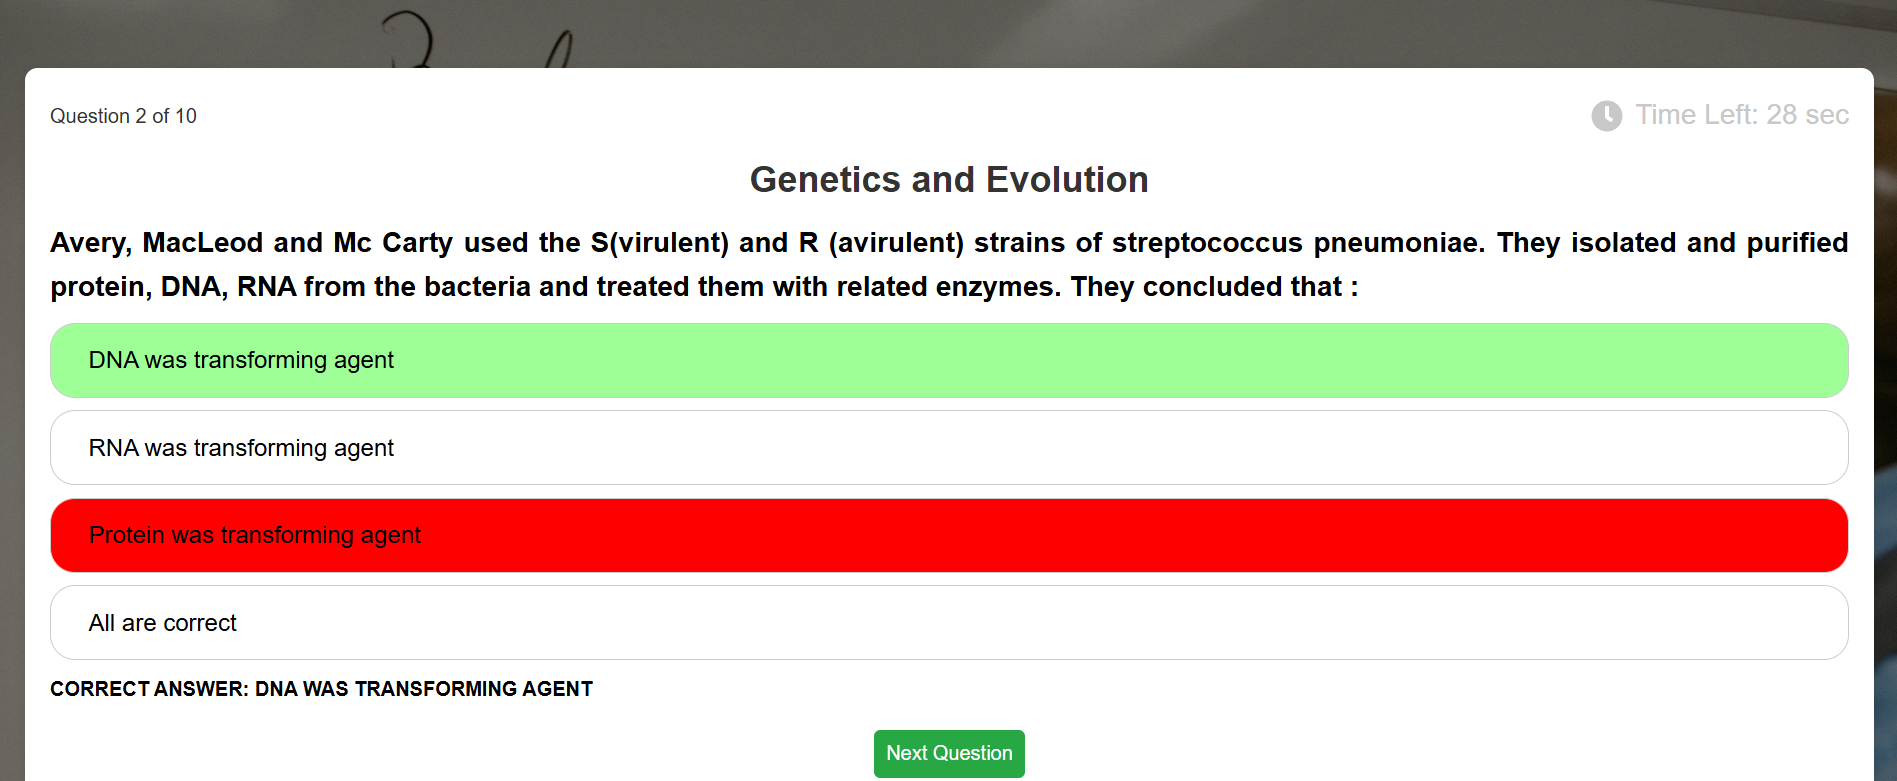 Question 2 of 10
Time Left: 28 sec
Genetics and Evolution
Avery, MacLeod and Mc Carty used the S(virulent) and R (avirulent) strains of streptococcus pneumoniae. They isolated and purified
protein, DNA, RNA from the bacteria and treated them with related enzymes. They concluded that :
DNA was transforming agent
RNA was transforming agent
Protein was transforming agent
All are correct
CORRECT ANSWER: DNA WAS TRANSFORMING AGENT
Next Question